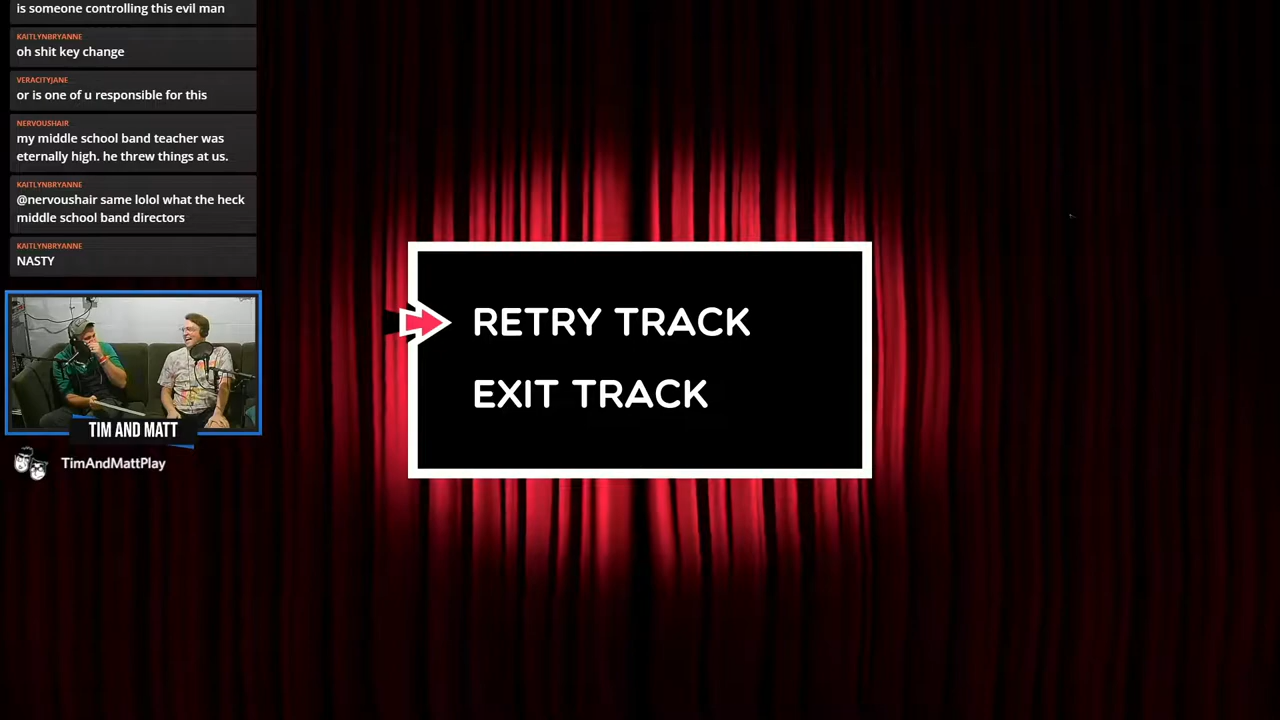 is someone controlling this evil man
KAITLYNBRYANNE
oh shit key change
VERACITYJANE
or is one of u responsible for this
NERVOUSHAIR
my middle school band teacher was
eternally high. he threw things at us.
KAITLYNBRYANNE
@nervoushair same lolol what the heck
middle school band directors
KAITLYNBRYANNE
NASTY
TIM AND MATT
TimAndMattPlay
RETRY TRACK
EXIT TRACK